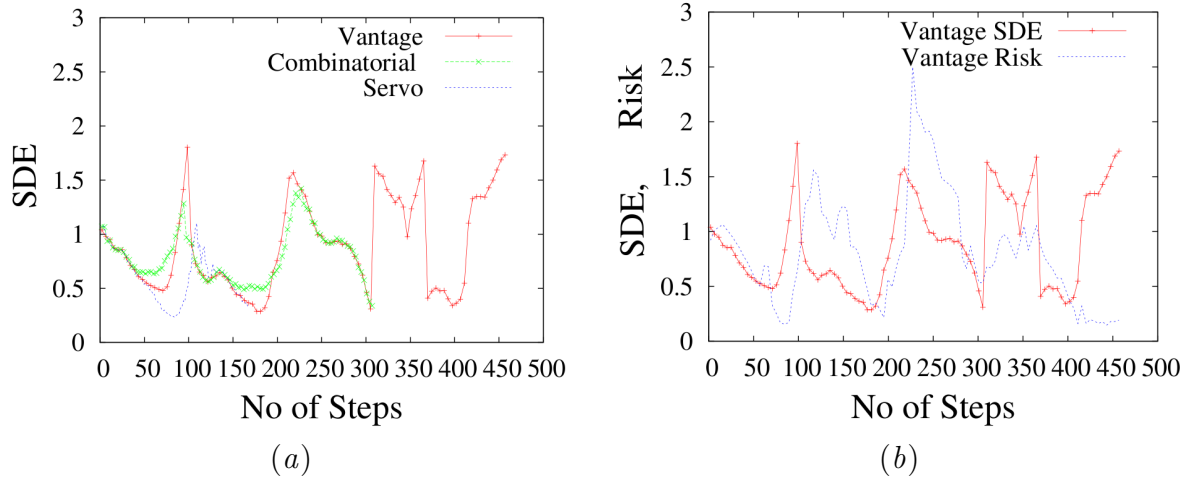 3
2.5
2
1.5
1
0.5
0
SDE
Vantage
Combinatorial
Servo
0 50 100 150 200 250 300 350 400 450 500
No of Steps
(a)
3
2.5
2
1.5
1
0.5
0
SDE, Risk
Vantage SDE
Vantage Risk
0 50 100 150 200 250 300 350 400 450 500
No of Steps
(b)